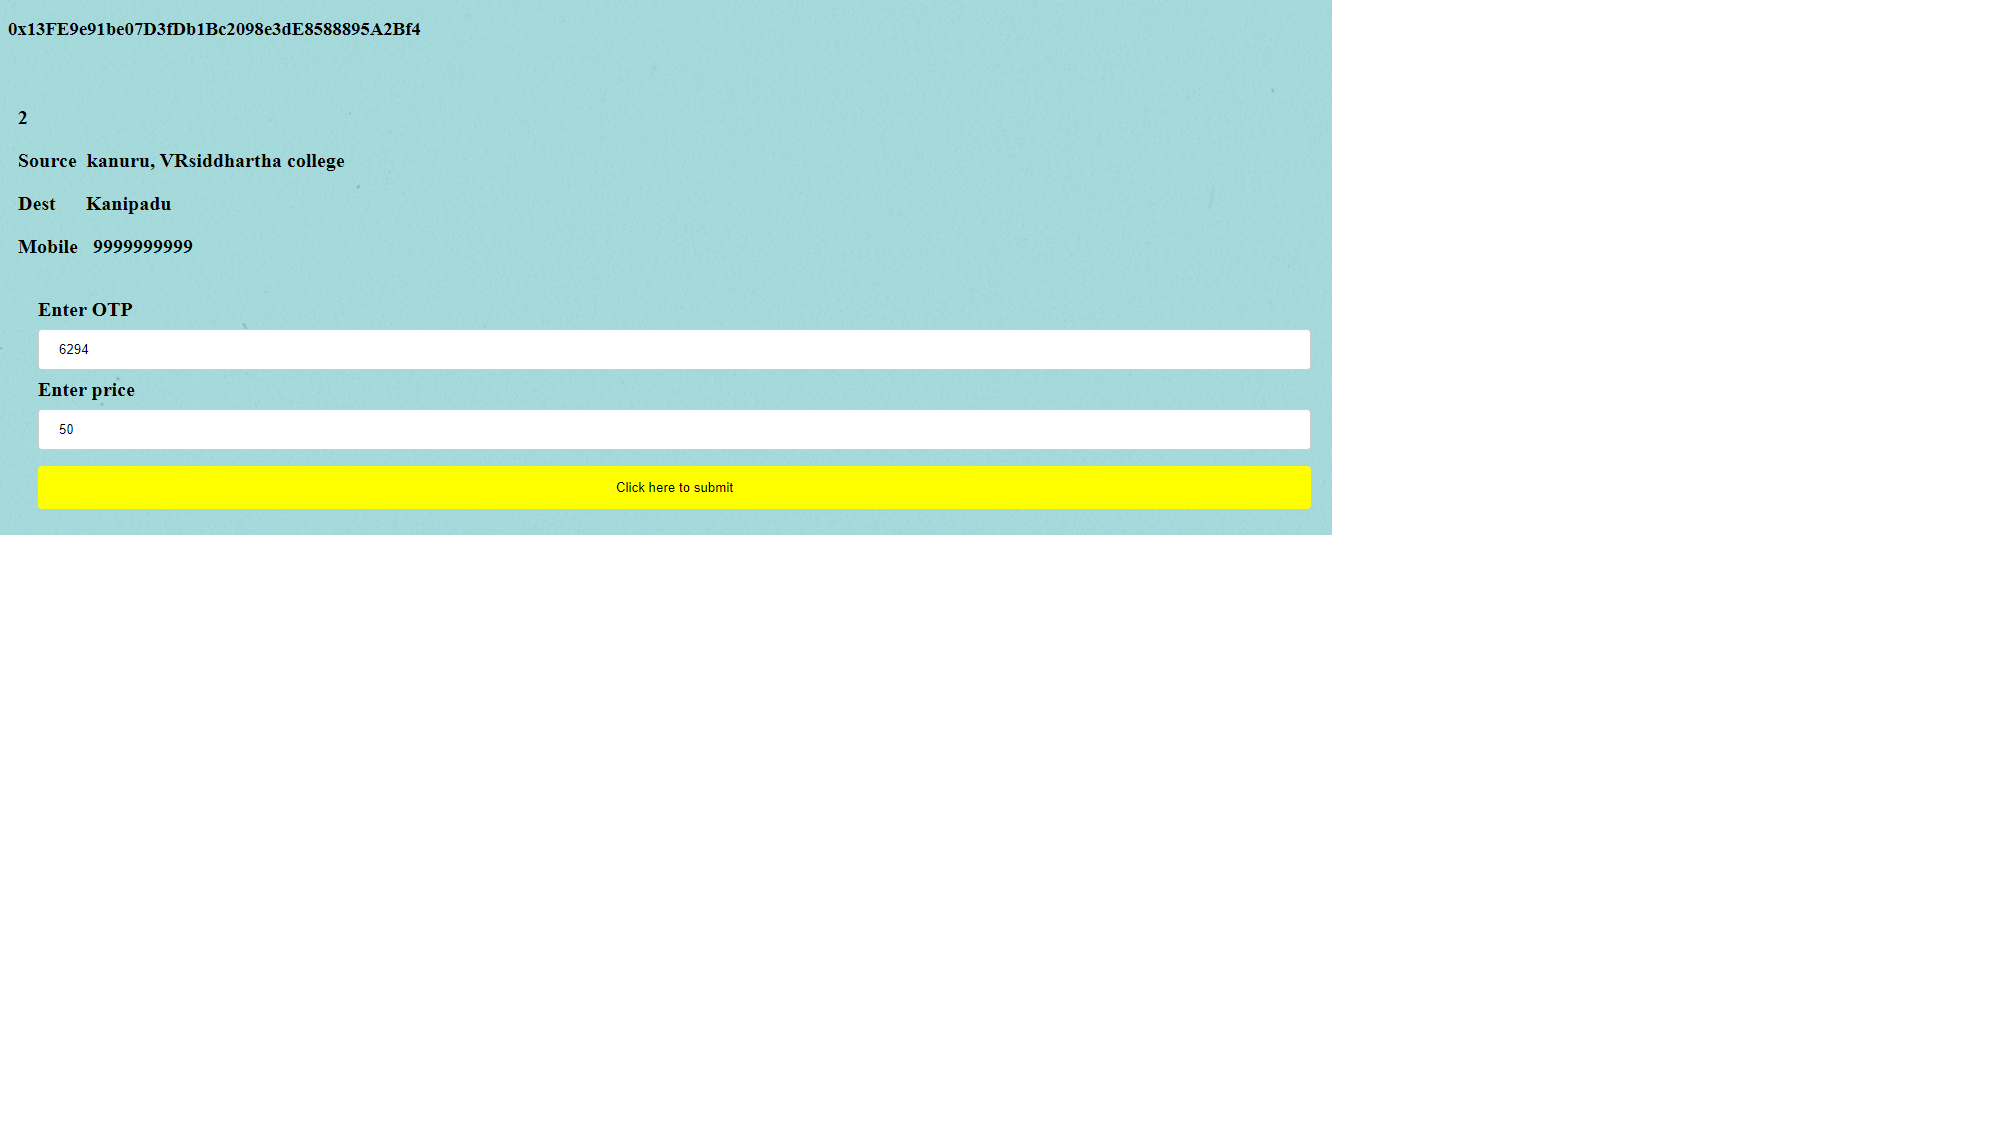 0x13FE9e91be07D3fDb1Bc2098e3dE8588895A2Bf4
2
Source kanuru, VRsiddhartha college
Dest Kanipadu
Mobile 9999999999
Enter OTP
6294
Enter price
50
Click here to submit